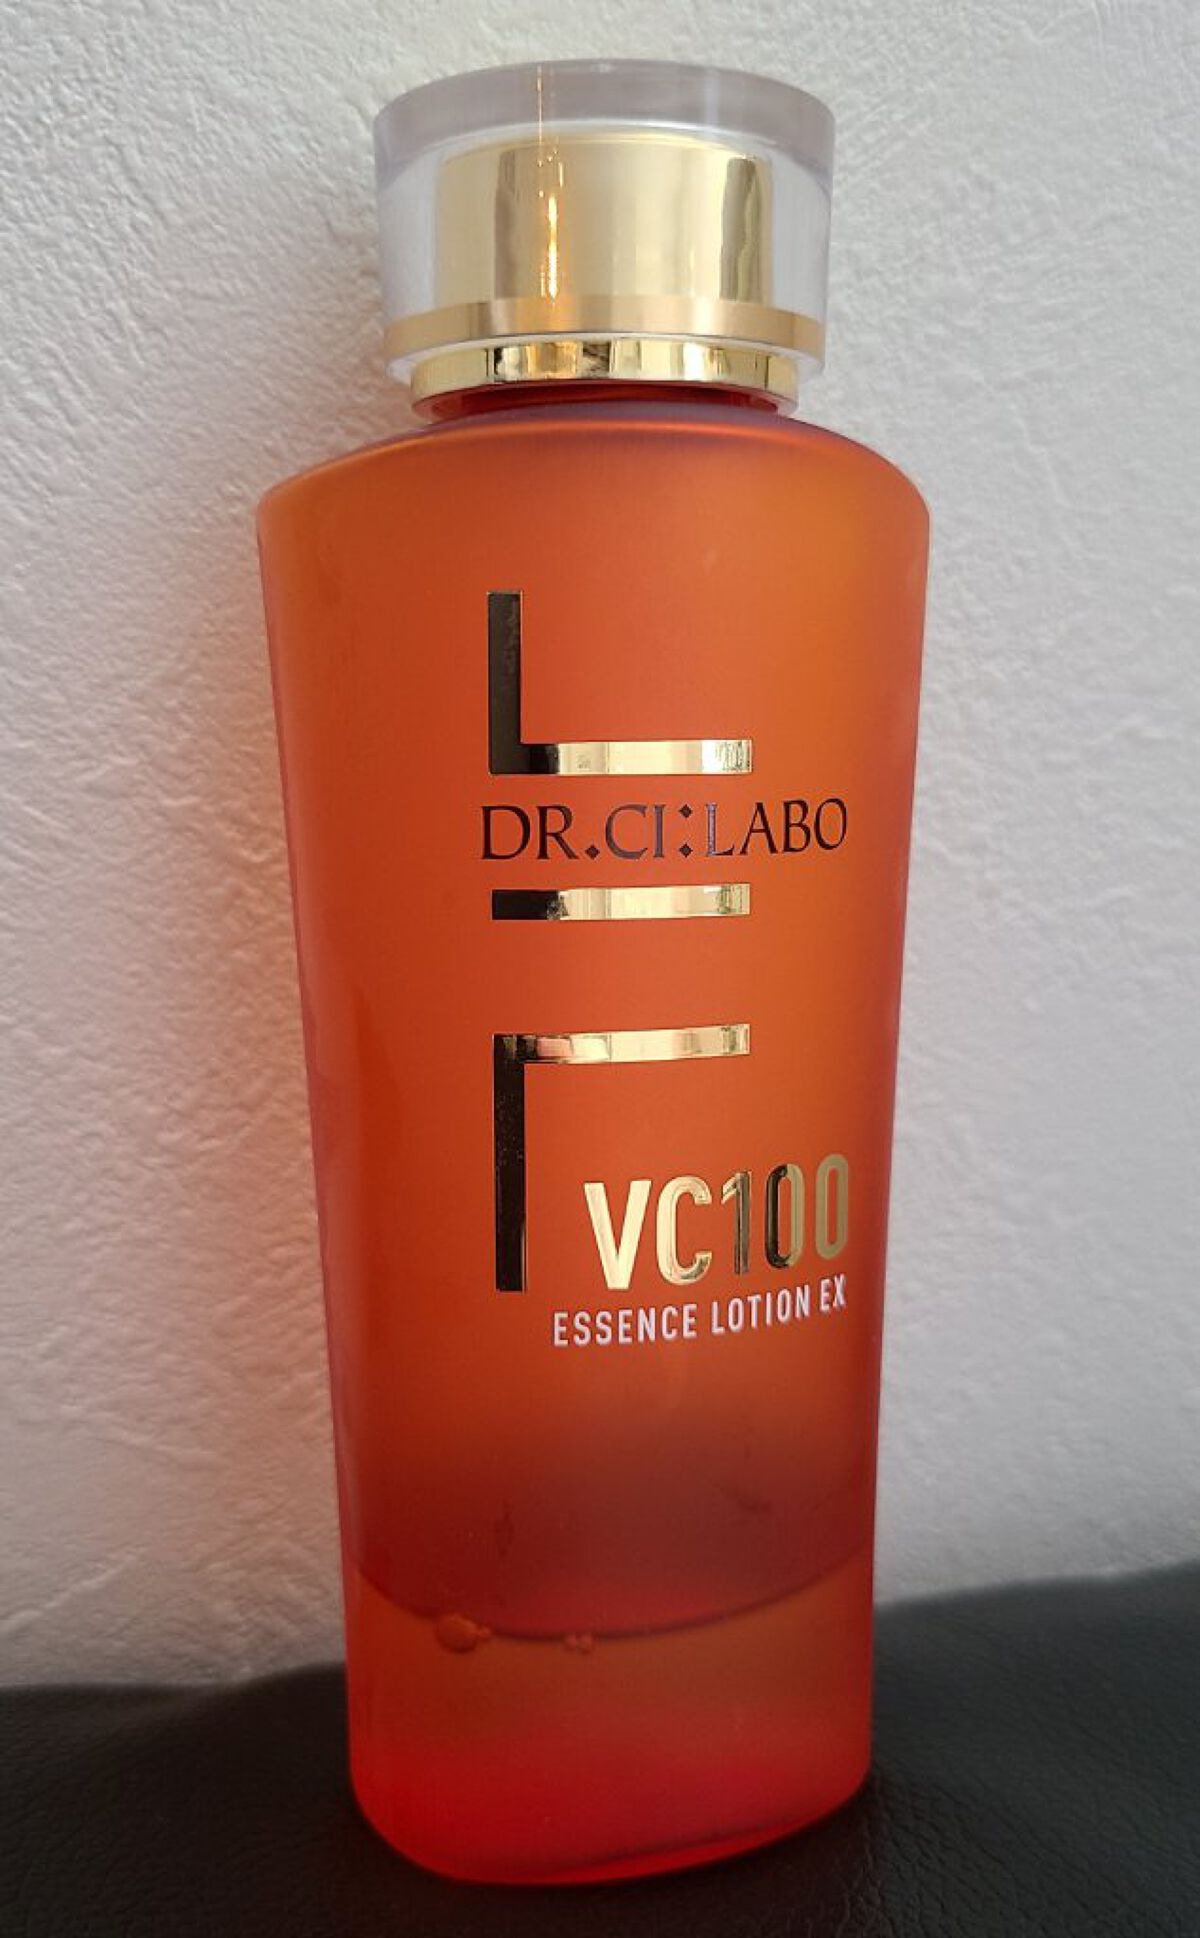 DR.CI:LABO
VC100
ESSENCE LOTION EX